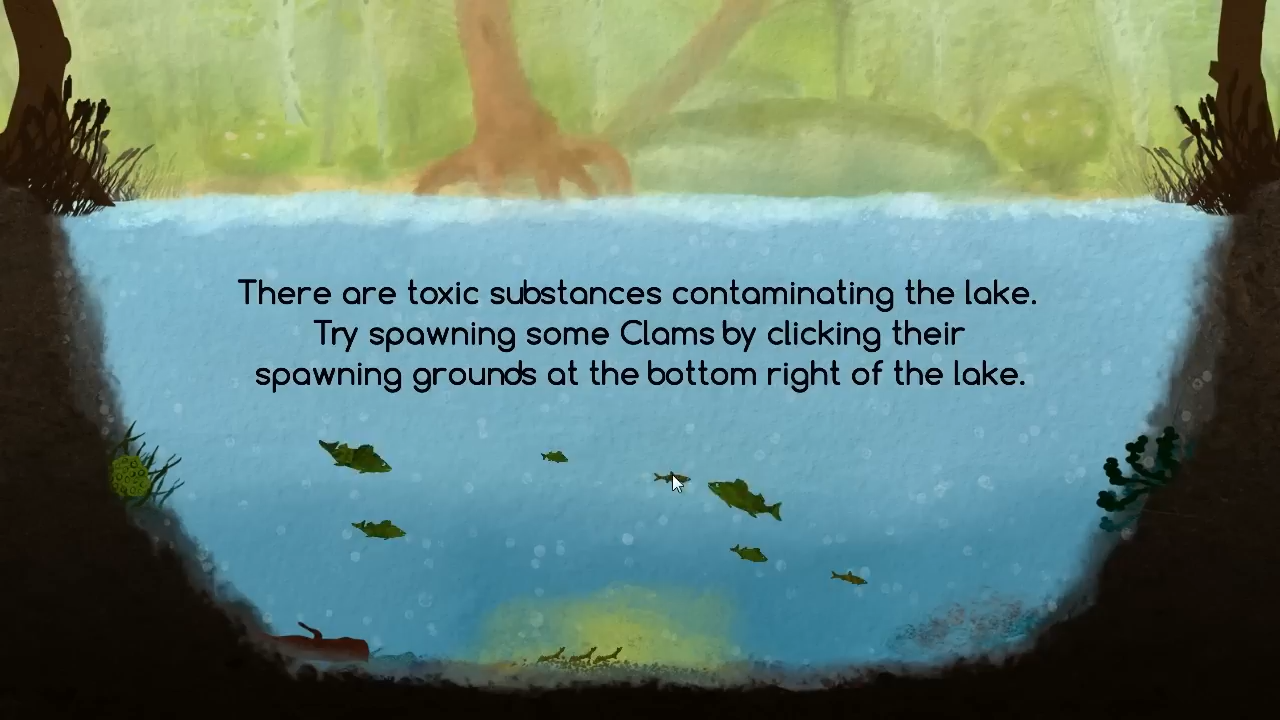 There are toxic substances contaminating the lake.
Try spawning some Clams by clicking their
spawning grounds at the bottom right of the lake.